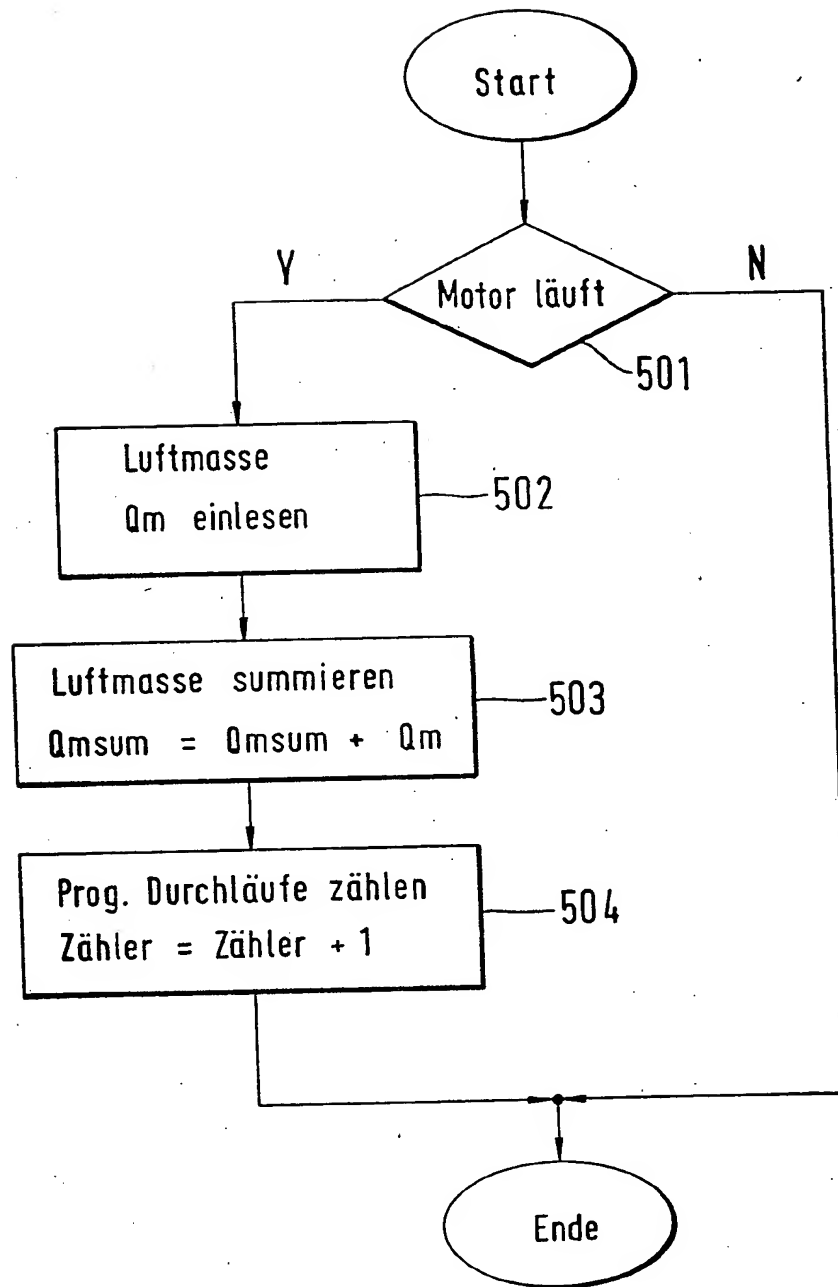 Start
Y
N
Motor läuft
501
Luftmasse
Qm einlesen
502
Luftmasse summieren
Qmsum = Qmsum + Qm
503
Prog. Durchläufe zählen
Zähler = Zähler + 1
504
Ende